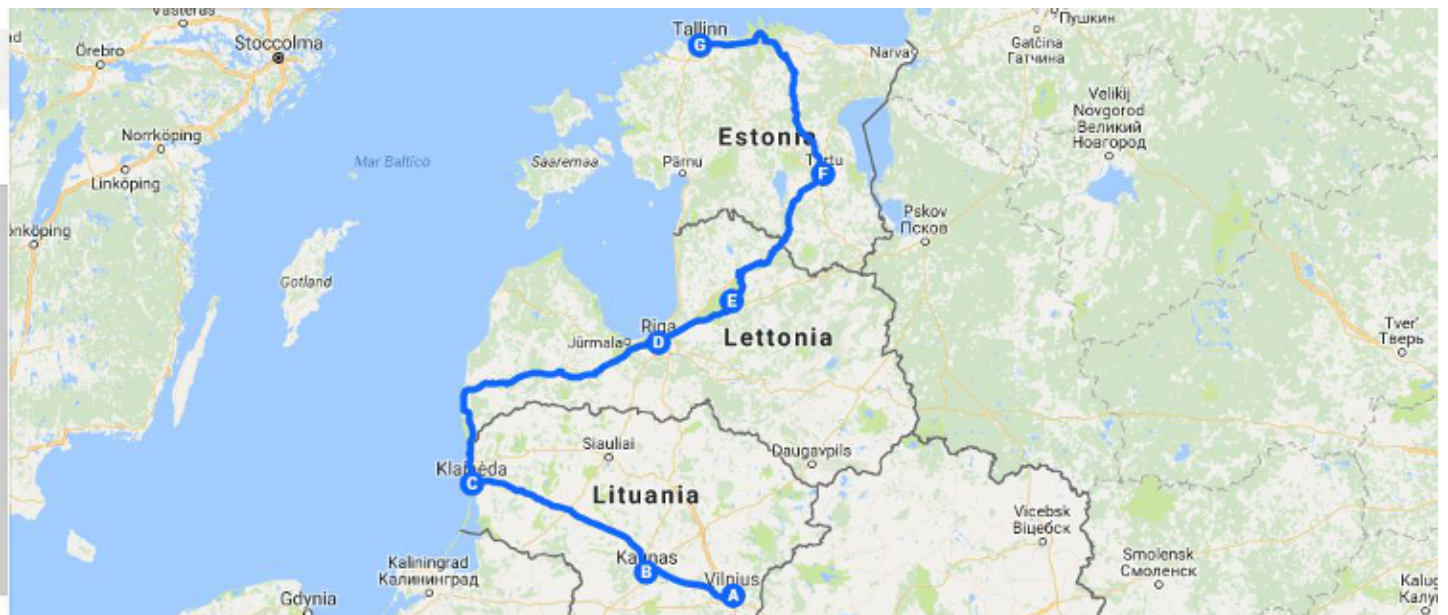 Västerås
Örebro
Stoccolma
Norrköping
Linköping
önköping
Gotland
Mar Baltico
Tallinn
G
Narva
Пушкин
Gatčina
Гатчина
Velikij
Novgorod
Великий
Новгород
Estonia
Saaremaa
Pärnu
Tartu
F
Pskov
Псков
E
Riga
D
Jūrmala
Lettonia
Tver'
Тверь
Siauliai
Daugavpils
Klaipėda
C
Lituania
Vicebsk
Віцебск
Kaunas
B
Vilnius
A
Kaliningrad
Калининград
Smolensk
Смоленск
Gdynia